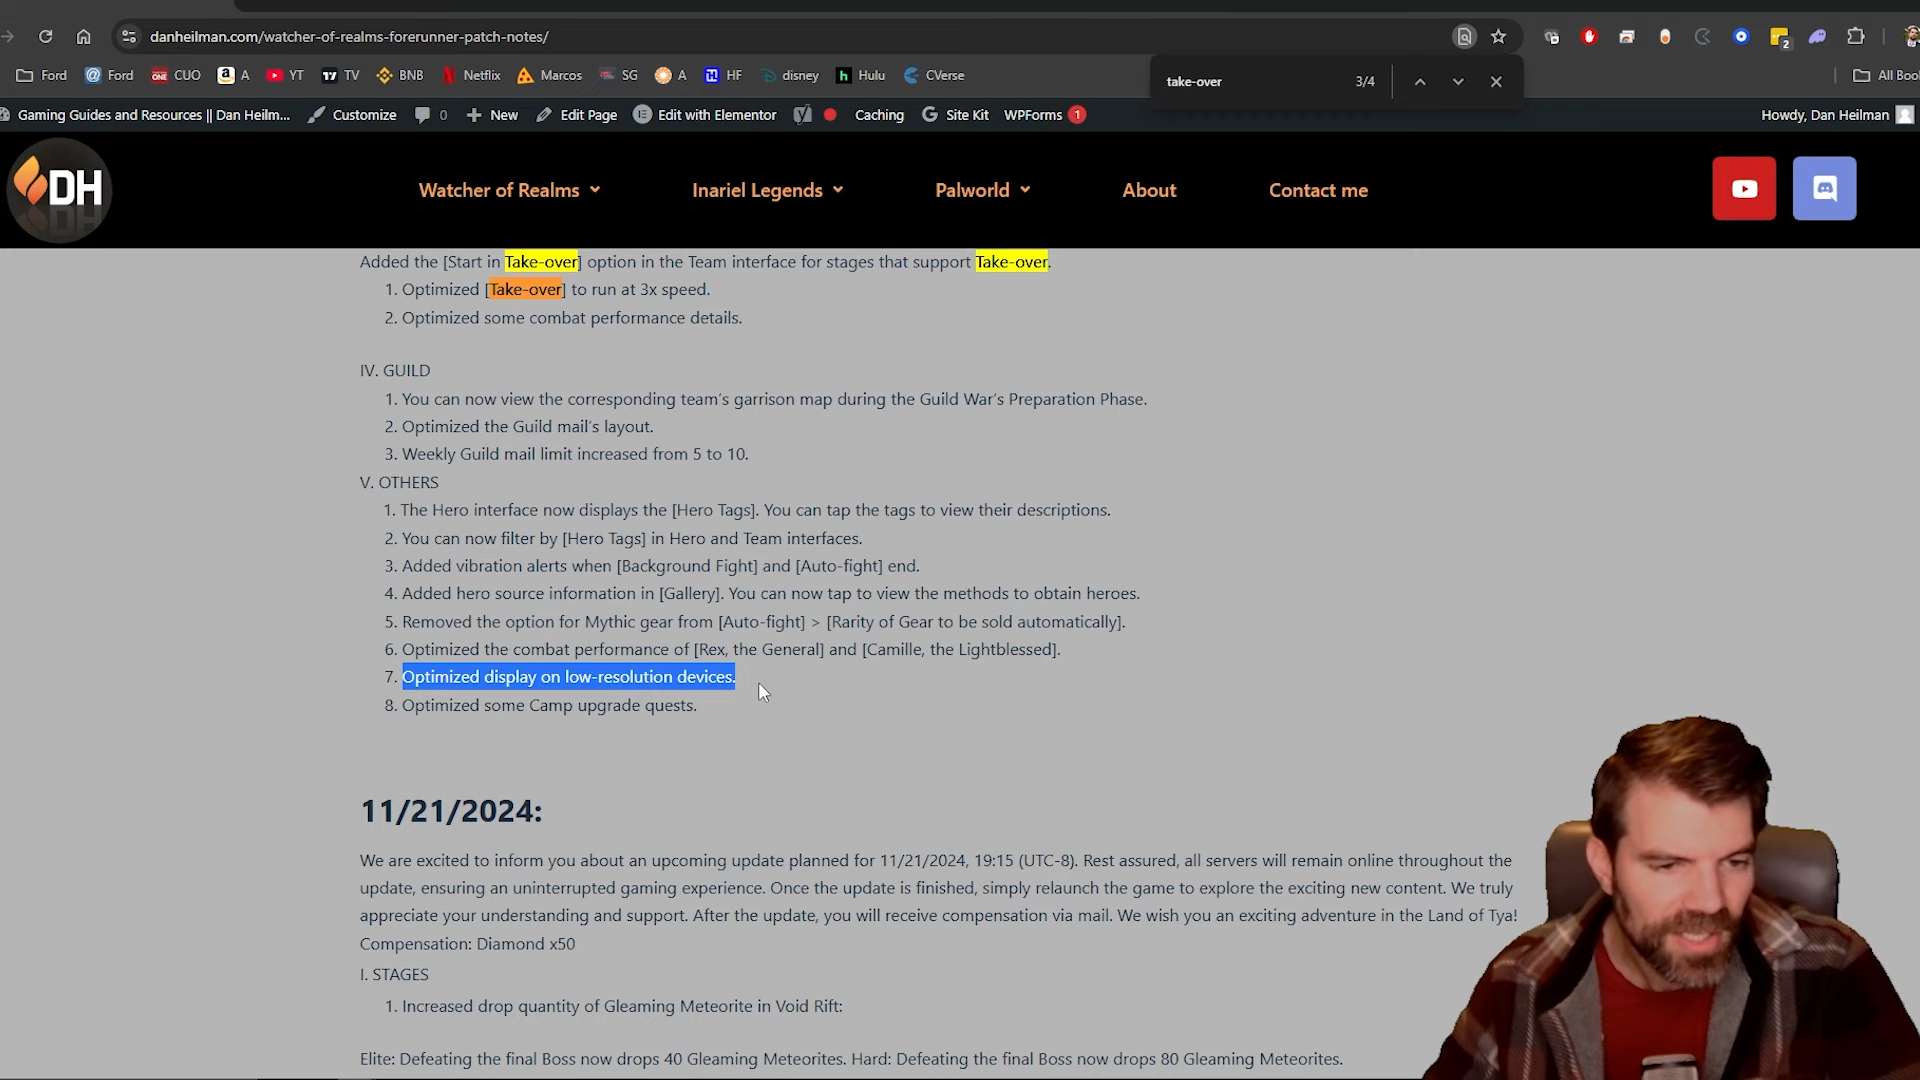 danheilman.com/watcher-of-realms-forerunner-patch-notes/
take-over 3/4
Ford Ford CUO A YT TV BNB Netflix Marcos SG A HF disney Hulu CVerse All Boo
Gaming Guides and Resources || Dan Heilm... Customize 0 New Edit Page Edit with Elementor Caching Site Kit WPForms 1 Howdy, Dan Heilman
DH Watcher of Realms Inariel Legends Palworld About Contact me
Added the [Start in Take-over] option in the Team interface for stages that support Take-over.
1. Optimized [Take-over] to run at 3x speed.
2. Optimized some combat performance details.
IV. GUILD
1. You can now view the corresponding team's garrison map during the Guild War's Preparation Phase.
2. Optimized the Guild mail's layout.
3. Weekly Guild mail limit increased from 5 to 10.
V. OTHERS
1. The Hero interface now displays the [Hero Tags]. You can tap the tags to view their descriptions.
2. You can now filter by [Hero Tags] in Hero and Team interfaces.
3. Added vibration alerts when [Background Fight] and [Auto-fight] end.
4. Added hero source information in [Gallery]. You can now tap to view the methods to obtain heroes.
5. Removed the option for Mythic gear from [Auto-fight] > [Rarity of Gear to be sold automatically].
6. Optimized the combat performance of [Rex, the General] and [Camille, the Lightblessed].
7. Optimized display on low-resolution devices.
8. Optimized some Camp upgrade quests.
11/21/2024:
We are excited to inform you about an upcoming update planned for 11/21/2024, 19:15 (UTC-8). Rest assured, all servers will remain online throughout the
update, ensuring an uninterrupted gaming experience. Once the update is finished, simply relaunch the game to explore the exciting new content. We truly
appreciate your understanding and support. After the update, you will receive compensation via mail. We wish you an exciting adventure in the Land of Tya!
Compensation: Diamond x50
I. STAGES
1. Increased drop quantity of Gleaming Meteorite in Void Rift:
Elite: Defeating the final Boss now drops 40 Gleaming Meteorites. Hard: Defeating the final Boss now drops 80 Gleaming Meteorites.